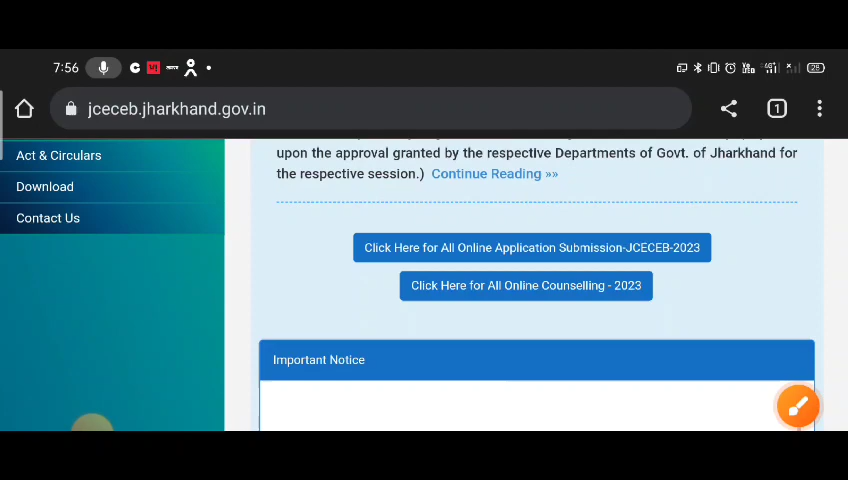 7:56
28
jceceb.jharkhand.gov.in
1
Act & Circulars
Download
Contact Us
upon the approval granted by the respective Departments of Govt. of Jharkhand for
the respective session.) Continue Reading »»
Click Here for All Online Application Submission-JCECEB-2023
Click Here for All Online Counselling - 2023
Important Notice